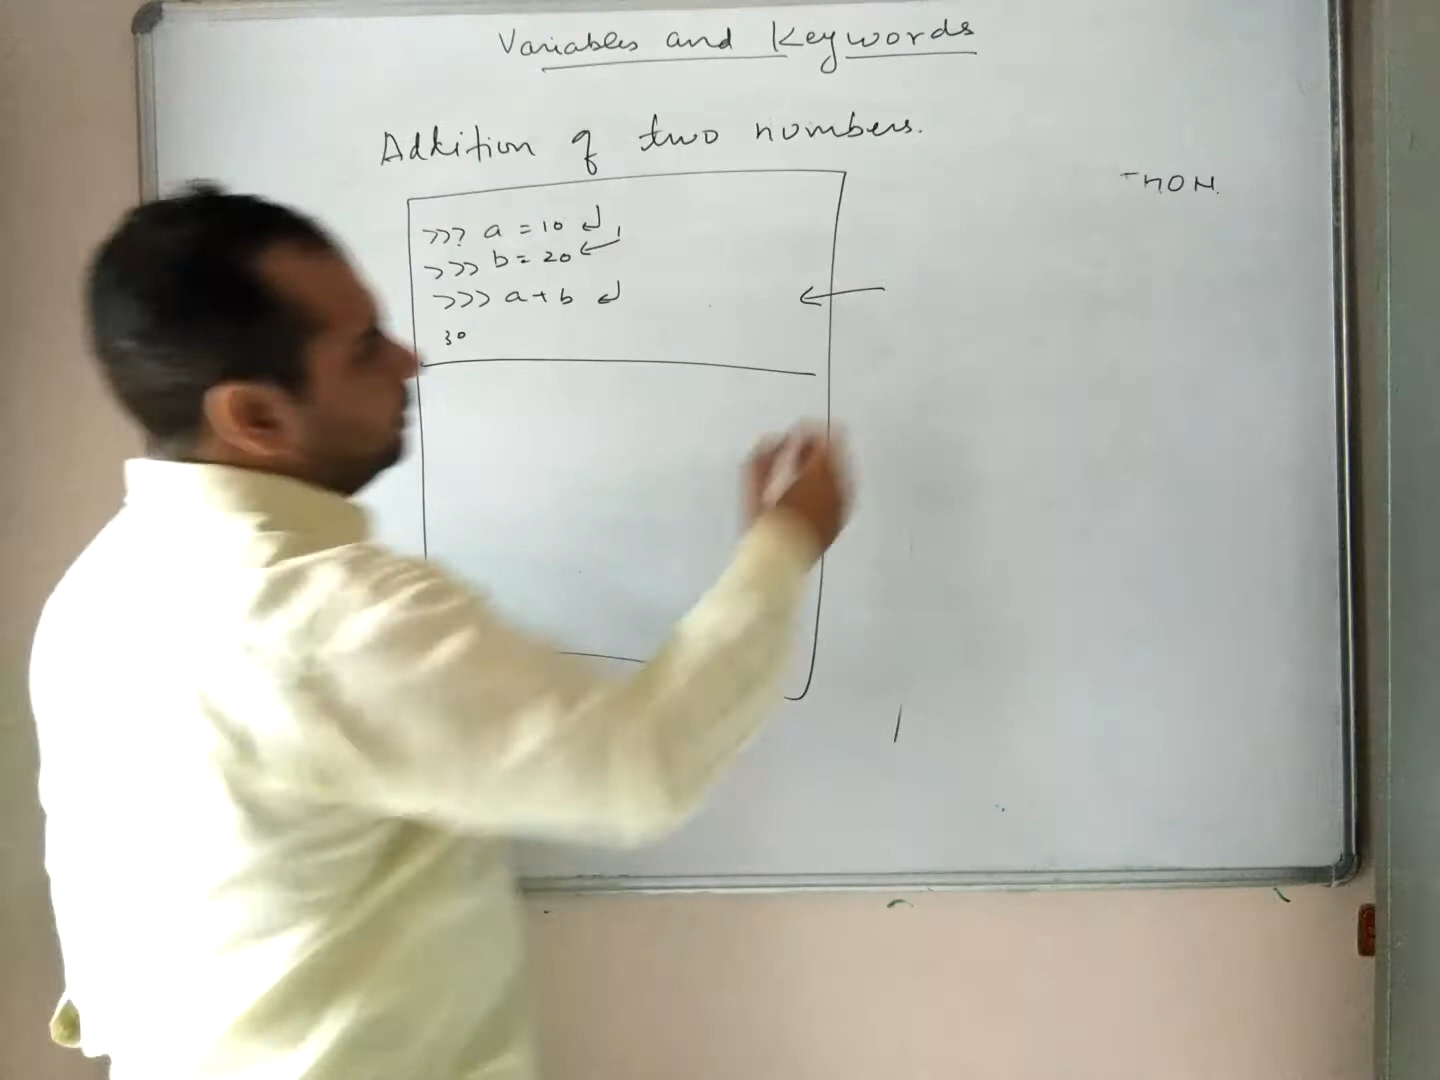 Variables and Keywords
Addition of two numbers.
>>> a = 10
>>> b = 20
>>> a + b
30